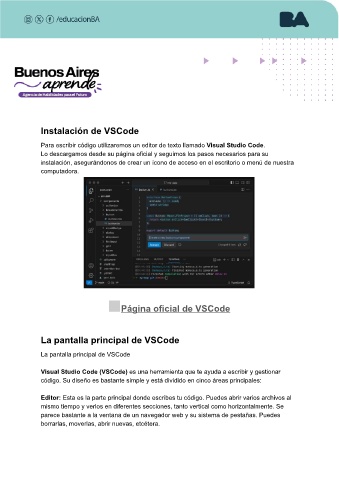 /educacionBA
BA
Buenos Aires
aprende
Agencia de Habilidades para el Futuro
Instalación de VSCode
Para escribir código utilizaremos un editor de texto llamado Visual Studio Code.
Lo descargamos desde su página oficial y seguimos los pasos necesarios para su
instalación, asegurándonos de crear un ícono de acceso en el escritorio o menú de nuestra
computadora.
Página oficial de VSCode
La pantalla principal de VSCode
La pantalla principal de VSCode
Visual Studio Code (VSCode) es una herramienta que te ayuda a escribir y gestionar
código. Su diseño es bastante simple y está dividido en cinco áreas principales:
Editor: Esta es la parte principal donde escribes tu código. Puedes abrir varios archivos al
mismo tiempo y verlos en diferentes secciones, tanto vertical como horizontalmente. Se
parece bastante a la ventana de un navegador web y su sistema de pestañas. Puedes
borrarlas, moverlas, abrir nuevas, etcétera.